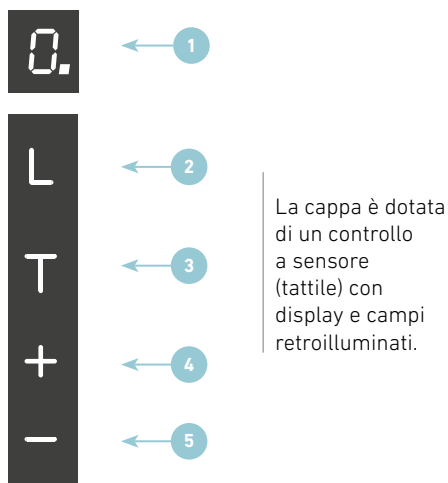 0.
1
L
2
T
3
+
4
−
5
La cappa è dotata
di un controllo
a sensore
(tattile) con
display e campi
retroilluminati.